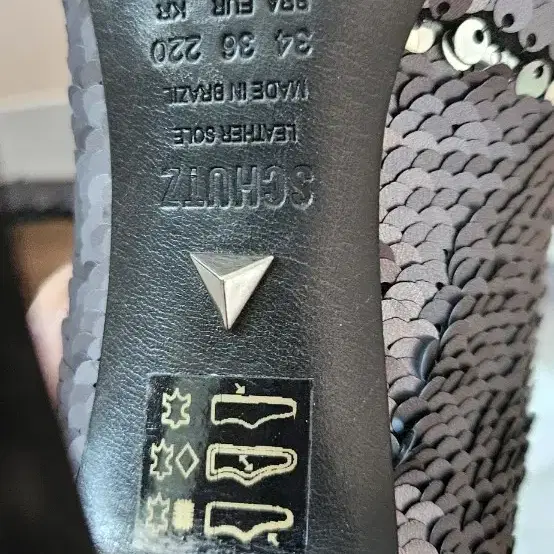 SCHUTZ
LEATHER SOLE
MADE IN BRAZIL
34 36 220
BRA EUR KR